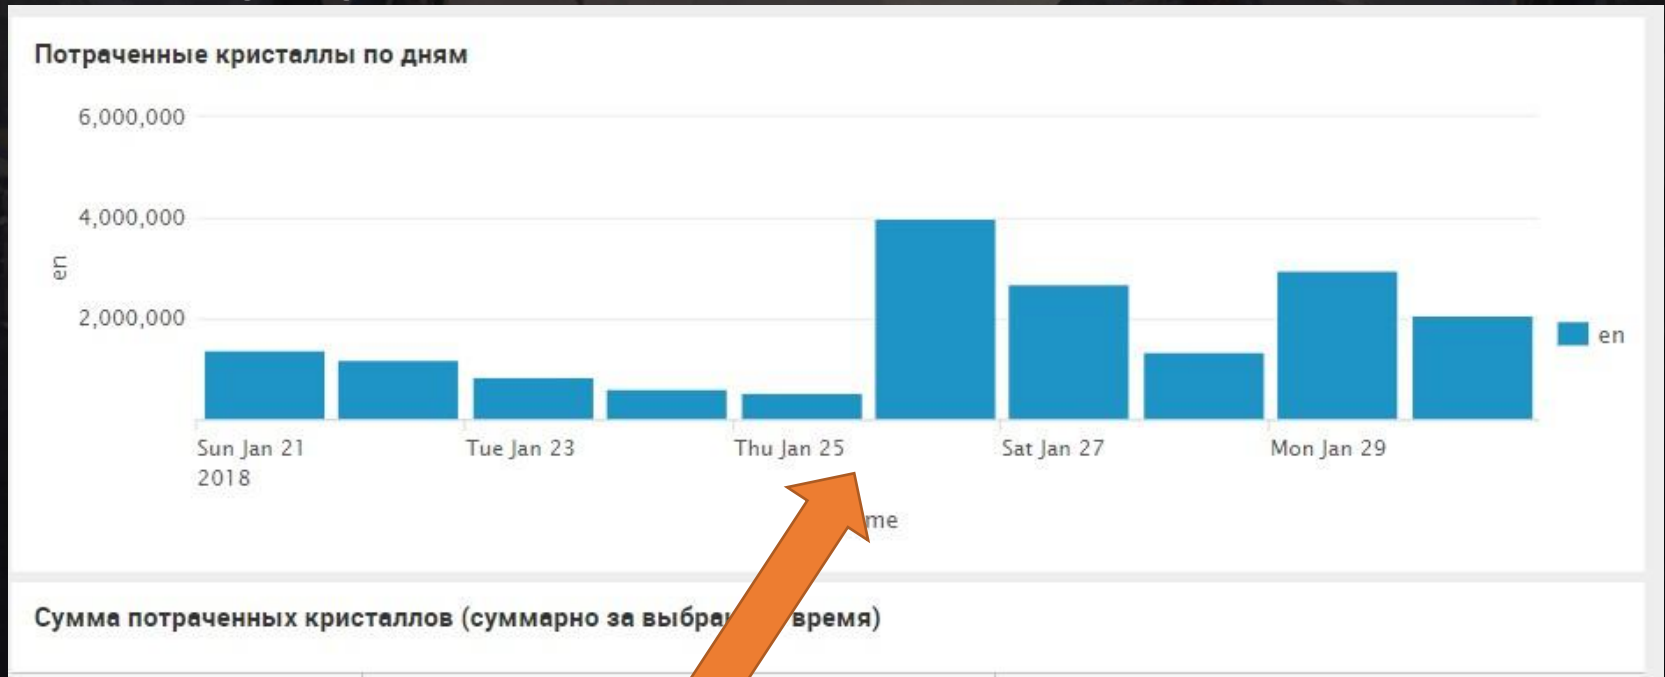 Потраченные кристаллы по дням
6,000,000
4,000,000
2,000,000
en
en
Sun Jan 21
2018
Tue Jan 23
Thu Jan 25
Sat Jan 27
Mon Jan 29
me
Сумма потраченных кристаллов (суммарно за время)